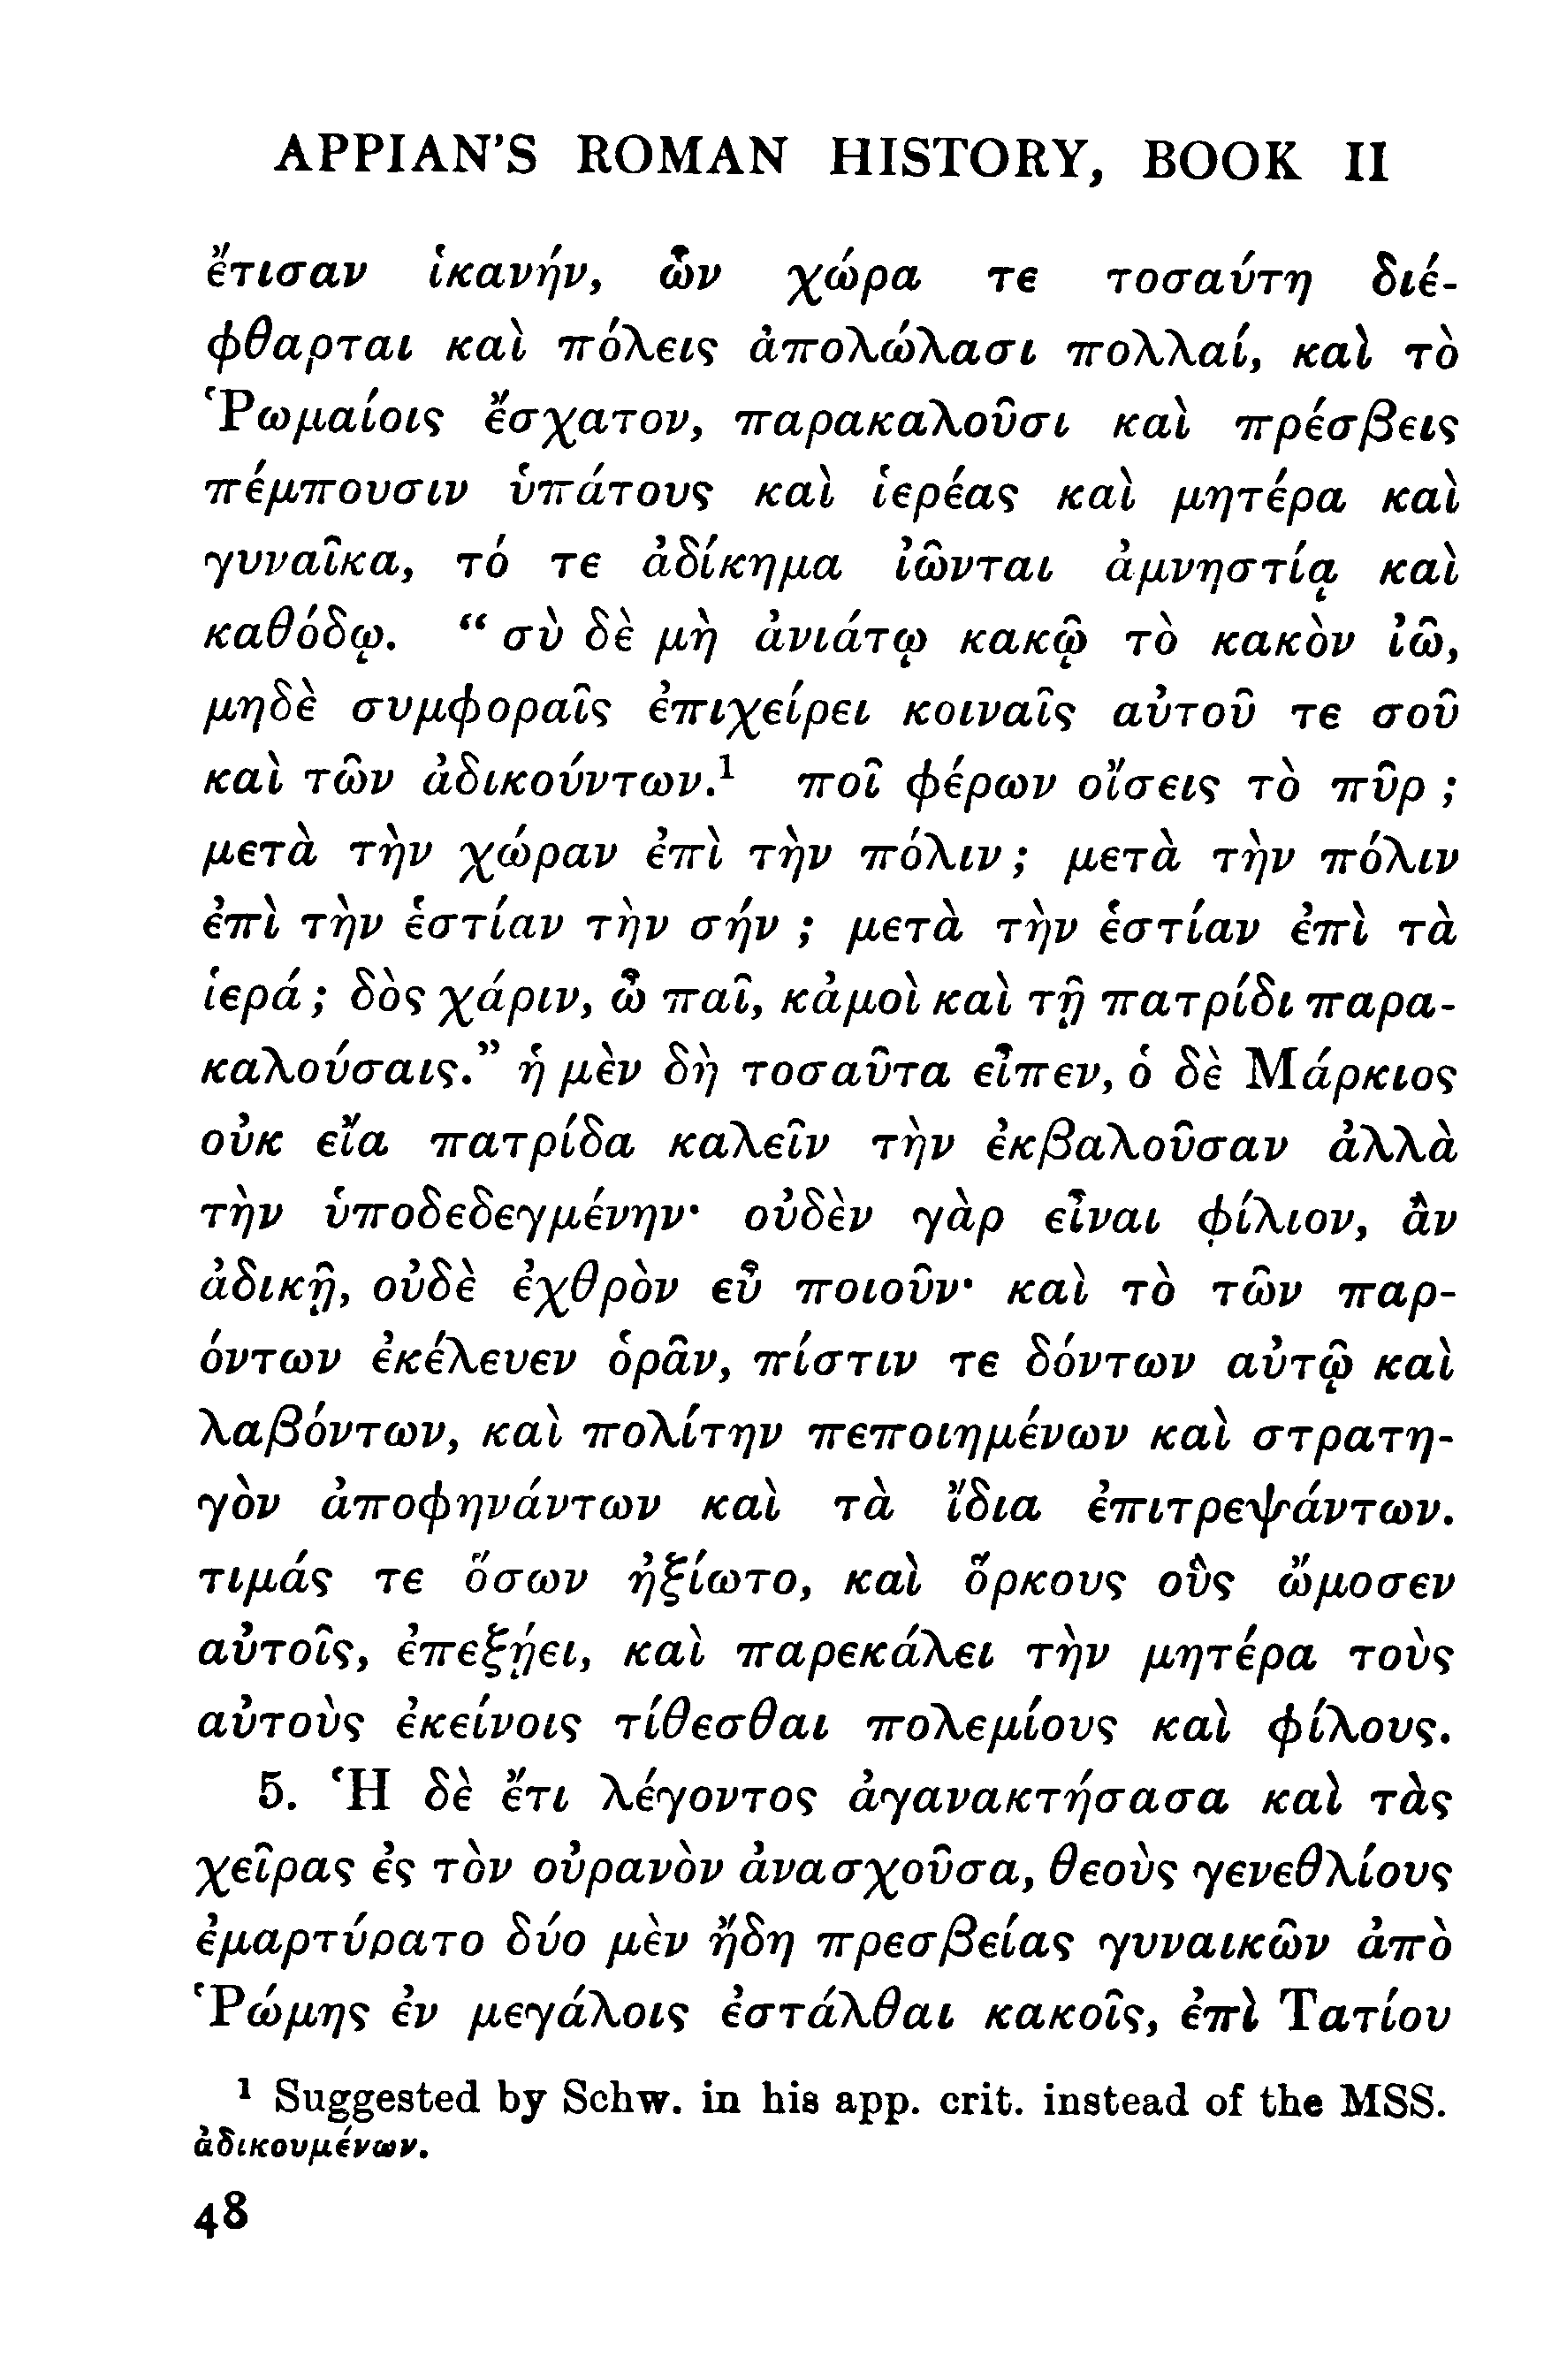 APPIAN'S ROMAN HISTORY, BOOK II
ἔτισαν ἱκανήν, ὧν χώρα τε τοσαύτη διέ-
φθαρται καὶ πόλεις ἀπολώλασι πολλαί, καὶ τὸ
Ῥωμαίοις ἔσχατον, παρακαλοῦσι καὶ πρέσβεις
πέμπουσιν ὑπάτους καὶ ἱερέας καὶ μητέρα καὶ
γυναῖκα, τό τε ἀδίκημα ἰῶνται ἀμνηστίᾳ καὶ
καθόδῳ. “σὺ δὲ μὴ ἀνιάτῳ κακῷ τὸ κακὸν ἰῶ,
μηδὲ συμφοραῖς ἐπιχείρει κοιναῖς αὐτοῦ τε σοῦ
καὶ τῶν ἀδικούντων.¹ ποῖ φέρων οἴσεις τὸ πῦρ ;
μετὰ τὴν χώραν ἐπὶ τὴν πόλιν ; μετὰ τὴν πόλιν
ἐπὶ τὴν ἑστίαν τὴν σήν ; μετὰ τὴν ἑστίαν ἐπὶ τὰ
ἱερά ; δὸς χάριν, ὦ παῖ, κἀμοὶ καὶ τῇ πατρίδι παρα-
καλούσαις.” ἡ μὲν δὴ τοσαῦτα εἶπεν, ὁ δὲ Μάρκιος
οὐκ εἴα πατρίδα καλεῖν τὴν ἐκβαλοῦσαν ἀλλὰ
τὴν ὑποδεδεγμένην· οὐδὲν γὰρ εἶναι φίλιον, ἂν
ἀδικῇ, οὐδὲ ἐχθρὸν εὖ ποιοῦν· καὶ τὸ τῶν παρ-
όντων ἐκέλευεν ὁρᾶν, πίστιν τε δόντων αὐτῷ καὶ
λαβόντων, καὶ πολίτην πεποιημένων καὶ στρατη-
γὸν ἀποφηνάντων καὶ τὰ ἴδια ἐπιτρεψάντων.
τιμάς τε ὅσων ἠξίωτο, καὶ ὅρκους οὓς ὤμοσεν
αὐτοῖς, ἐπεξῄει, καὶ παρεκάλει τὴν μητέρα τοὺς
αὐτοὺς ἐκείνοις τίθεσθαι πολεμίους καὶ φίλους.
5. Ἡ δὲ ἔτι λέγοντος ἀγανακτήσασα καὶ τὰς
χεῖρας ἐς τὸν οὐρανὸν ἀνασχοῦσα, θεοὺς γενεθλίους
ἐμαρτύρατο δύο μὲν ἤδη πρεσβείας γυναικῶν ἀπὸ
Ῥώμης ἐν μεγάλοις ἐστάλθαι κακοῖς, ἐπὶ Τατίου
¹ Suggested by Schw. in his app. crit. instead of the MSS.
ἀδικουμένων.
48